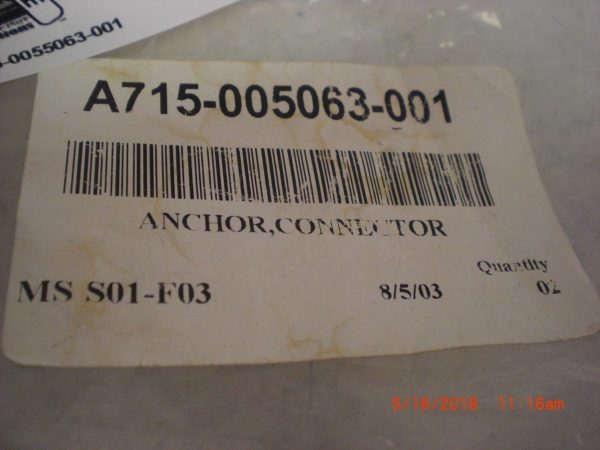 -0055063-001
A715-005063-001
ANCHOR,CONNECTOR
Quantity
MS S01-F03 8/5/03 02
5/16/2018 11:16am